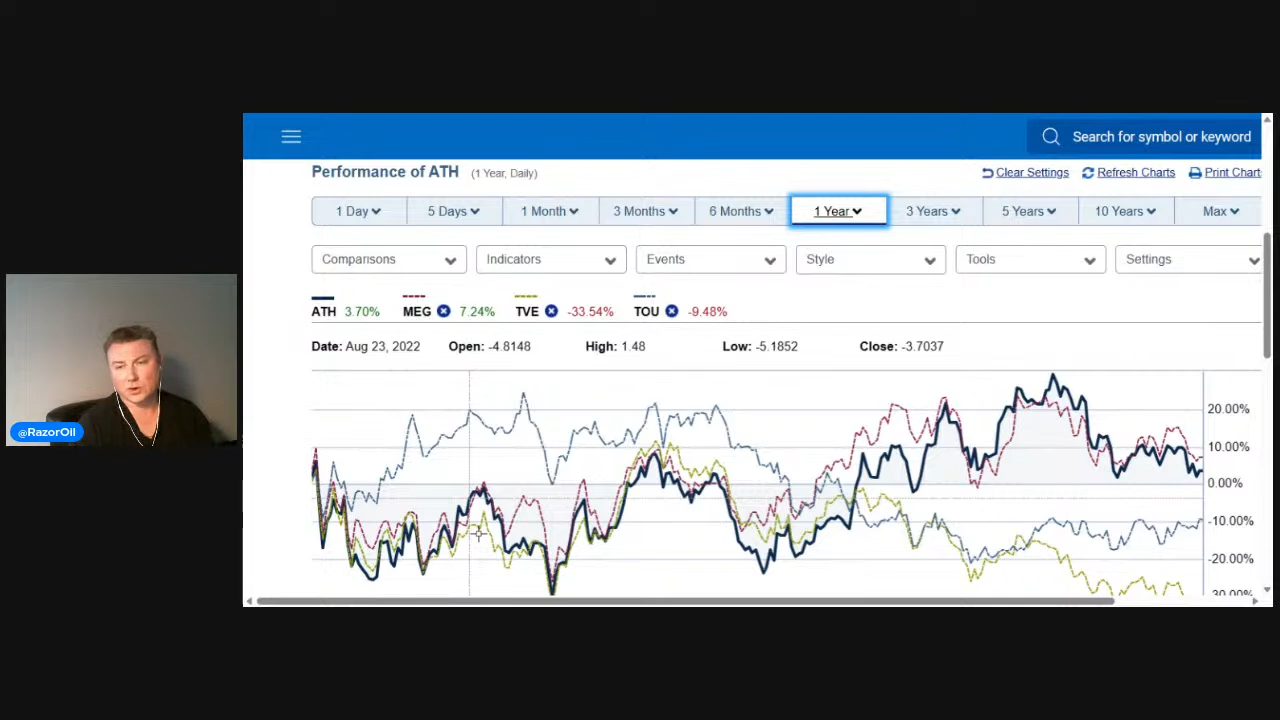 Search for symbol or keyword
Performance of ATH (1 Year, Daily)
Clear Settings Refresh Charts Print Chart
1 Day 5 Days 1 Month 3 Months 6 Months 1 Year 3 Years 5 Years 10 Years Max
Comparisons Indicators Events Style Tools Settings
ATH 3.70% MEG 7.24% TVE -33.54% TOU -9.48%
Date: Aug 23, 2022 Open: -4.8148 High: 1.48 Low: -5.1852 Close: -3.7037
20.00%
10.00%
0.00%
-10.00%
-20.00%
@RazorOil